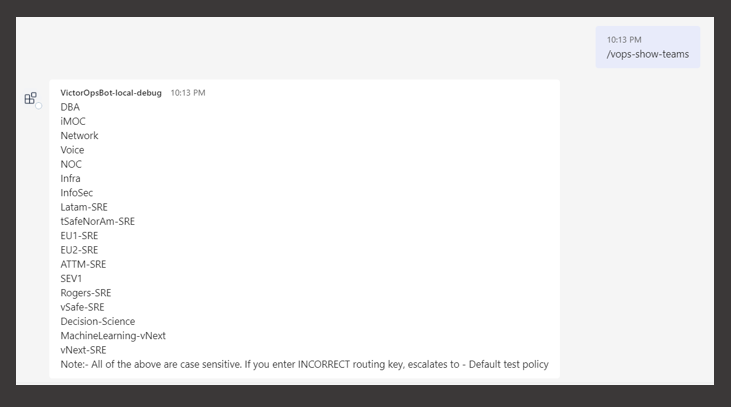 10:13 PM
/vops-show-teams
VictorOpsBot-local-debug 10:13 PM
DBA
iMOC
Network
Voice
NOC
Infra
InfoSec
Latam-SRE
tSafeNorAm-SRE
EU1-SRE
EU2-SRE
ATTM-SRE
SEV1
Rogers-SRE
vSafe-SRE
Decision-Science
MachineLearning-vNext
vNext-SRE
Note:- All of the above are case sensitive. If you enter INCORRECT routing key, escalates to - Default test policy